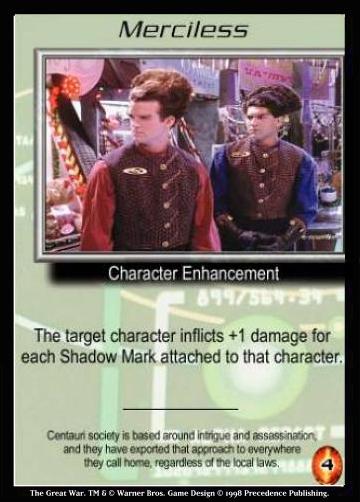 Merciless
Character Enhancement
The target character inflicts +1 damage for
each Shadow Mark attached to that character.
Centauri society is based around intrigue and assassination,
and they have exported that approach to everywhere
they call home, regardless of the local laws.
4
The Great War. TM & © Warner Bros. Game Design © 1998 Precedence Publishing.